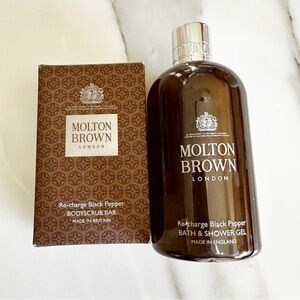 MOLTON
BROWN
LONDON
Re-charge Black Pepper
BODYSCRUB BAR
MADE IN BRITAIN
MOLTON
BROWN
LONDON
Re-charge Black Pepper
BATH & SHOWER GEL
MADE IN ENGLAND